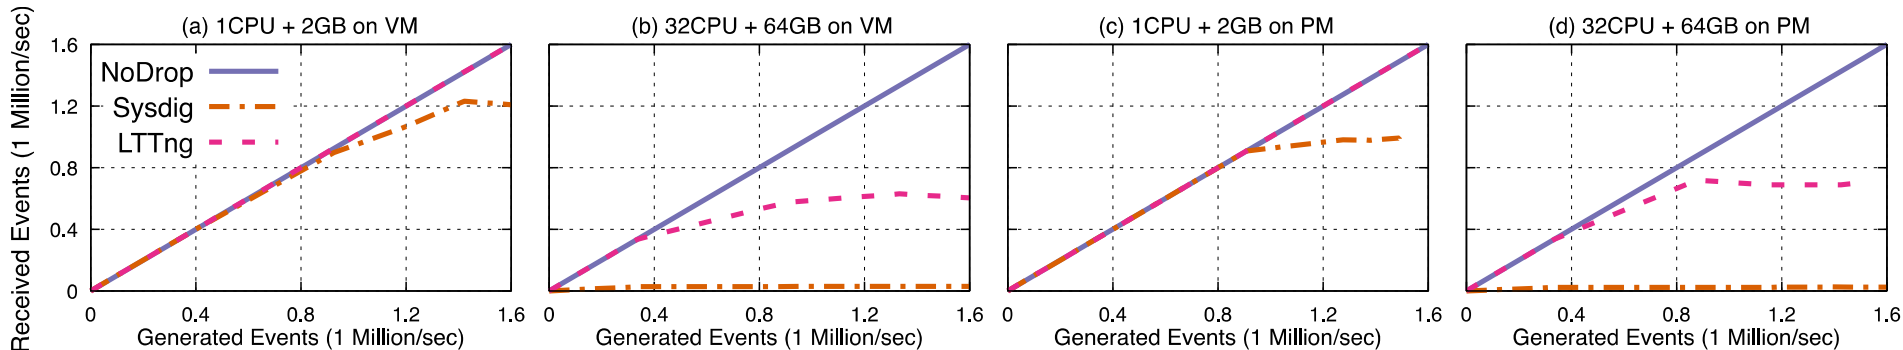 (a) 1CPU + 2GB on VM
(b) 32CPU + 64GB on VM
(c) 1CPU + 2GB on PM
(d) 32CPU + 64GB on PM
Received Events (1 Million/sec)
1.6
1.2
0.8
0.4
0
NoDrop
Sysdig
LTTng
0 0.4 0.8 1.2 1.6
0 0.4 0.8 1.2 1.6
0 0.4 0.8 1.2 1.6
0 0.4 0.8 1.2 1.6
Generated Events (1 Million/sec)
Generated Events (1 Million/sec)
Generated Events (1 Million/sec)
Generated Events (1 Million/sec)